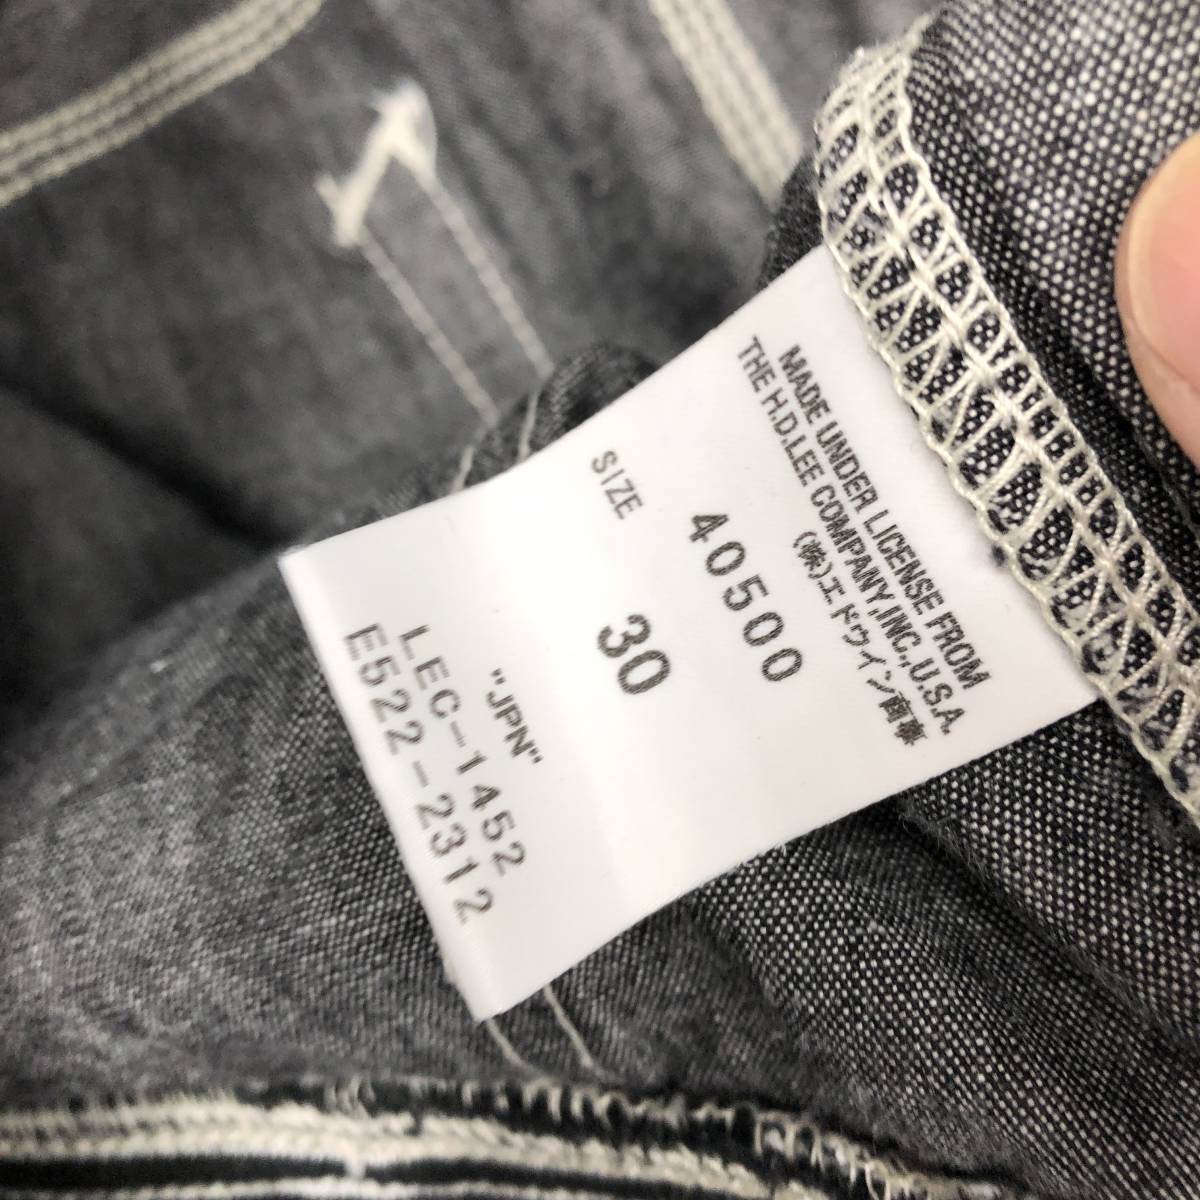 MADE UNDER LICENSE FROM
THE H.D.LEE COMPANY,INC.,U.S.A.
(株)エドウイン商事
40500
SIZE 30
"JPN"
LEC-1452
E522-2312